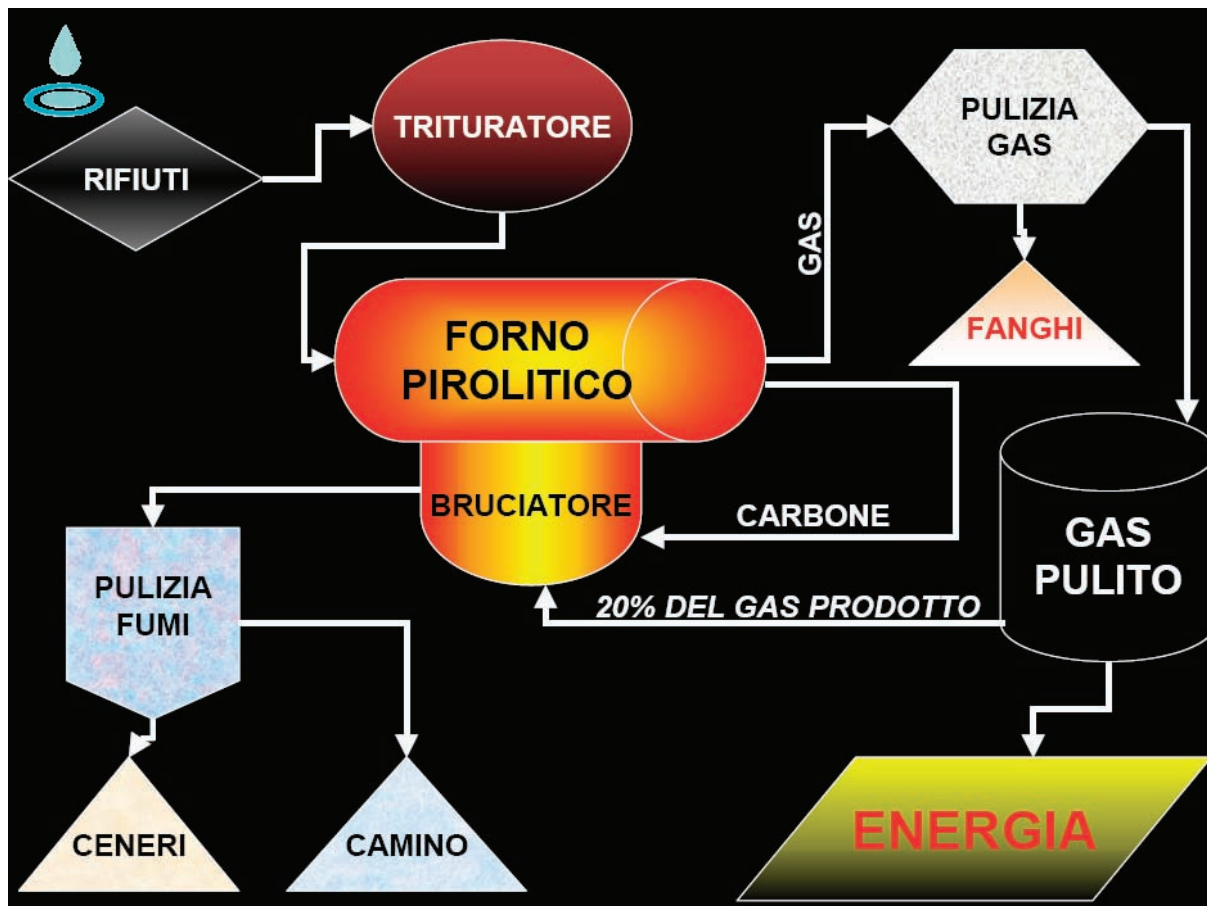 RIFIUTI
TRITURATORE
PULIZIA
GAS
GAS
FANGHI
FORNO
PIROLITICO
BRUCIATORE
CARBONE
GAS
PULITO
20% DEL GAS PRODOTTO
PULIZIA
FUMI
CENERI
CAMINO
ENERGIA